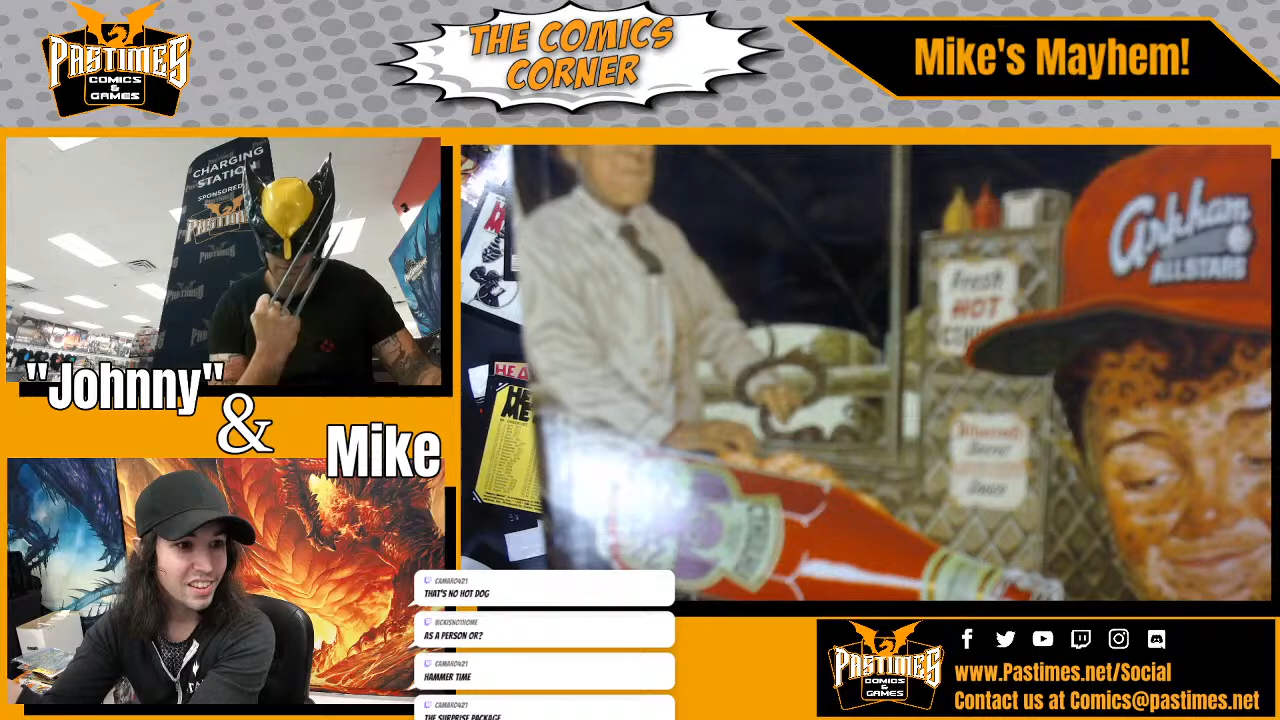 PASTIMES
COMICS
&
GAMES
THE COMICS
CORNER
Mike's Mayhem!
CHARGING
STATION
SPONSORED
"Johnny"
&
Mike
Arkham
ALLSTARS
Fresh
HOT
CAMARO421
THAT'S NO HOT DOG
VICKISNOTHOME
AS A PERSON OR?
CAMARO421
HAMMER TIME
CAMARO421
THE SURPRISE PACKAGE
PASTIMES
COMICS
&
GAMES
www.Pastimes.net/Social
Contact us at Comics@pastimes.net